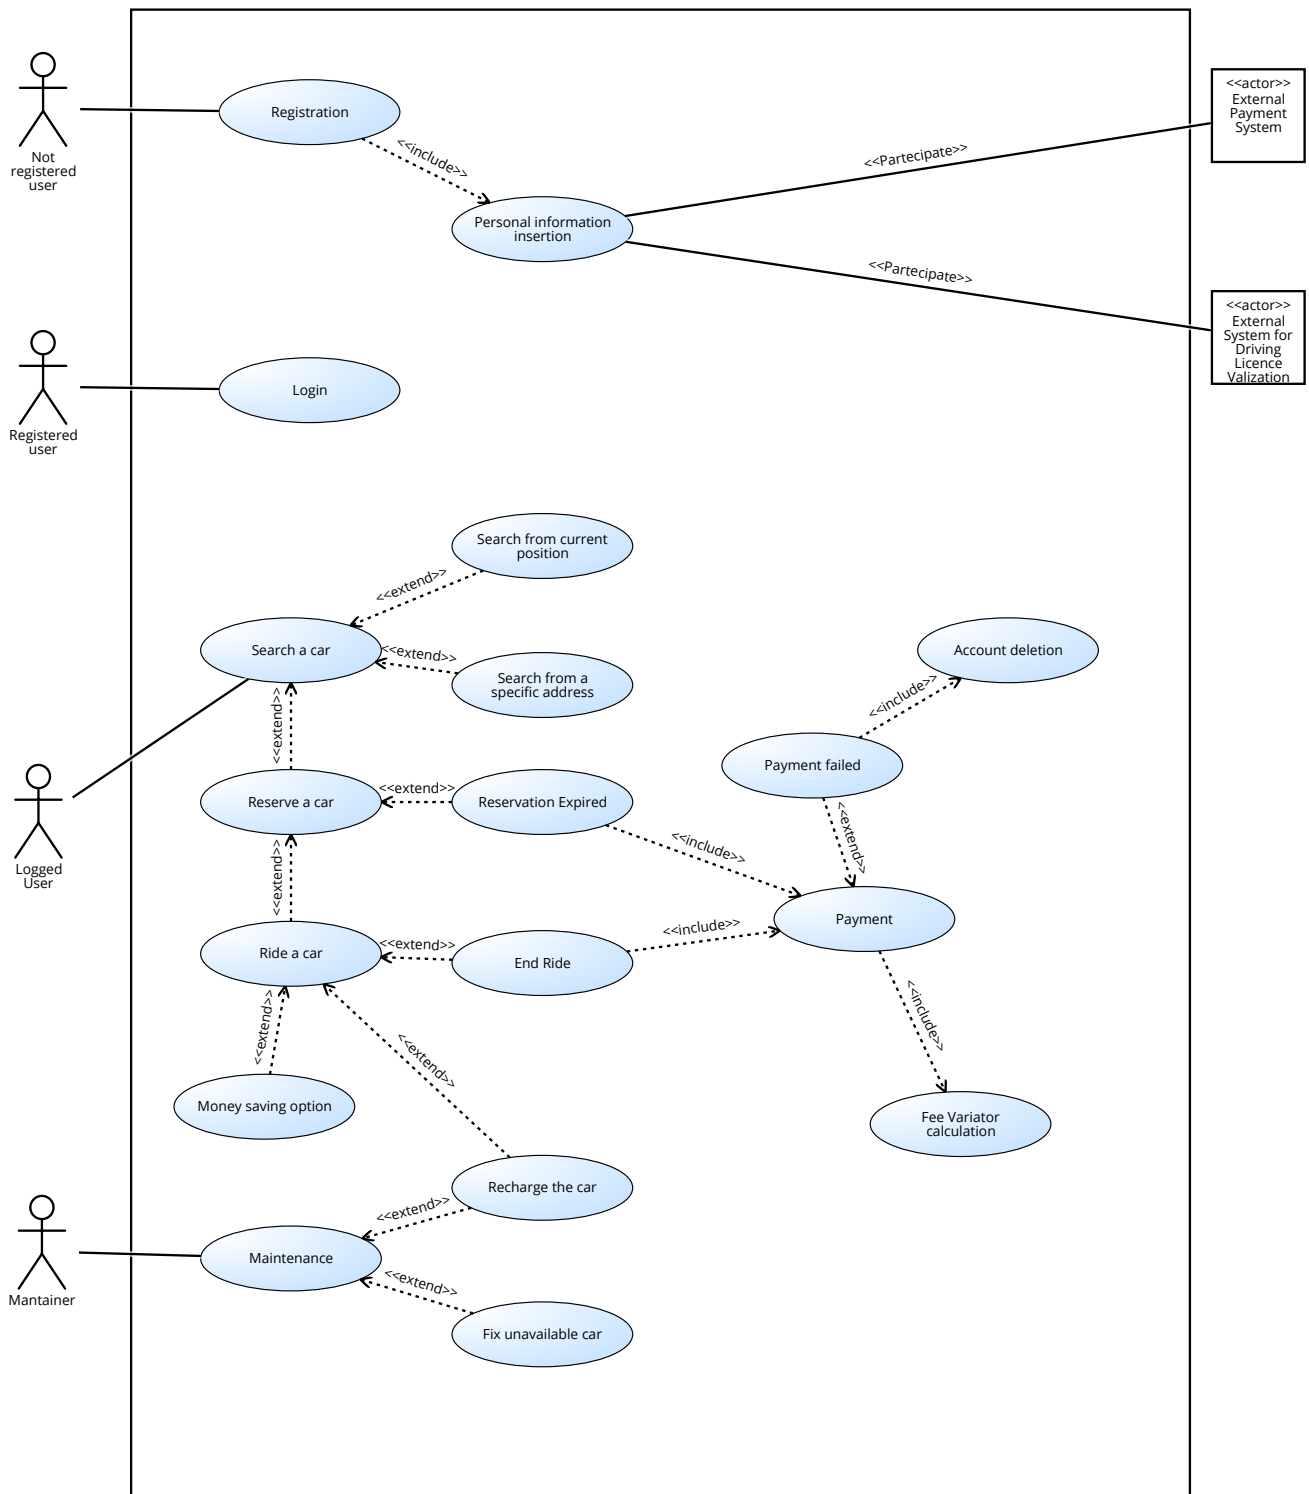 <<actor>>
External
Payment
System
Registration
<<include>>
<<Partecipate>>
Not
registered
user
Personal information
insertion
<<Partecipate>>
<<actor>>
External
System for
Driving
Licence
Valization
Login
Registered
user
Search from current
position
<<extend>>
Search a car
<<extend>>
Search from a
specific address
Account deletion
<<include>>
<<extend>>
Payment failed
Reserve a car
<<extend>>
Reservation Expired
<<include>>
<<extend>>
Logged
User
<<extend>>
Payment
<<include>>
Ride a car
<<extend>>
End Ride
<<extend>>
<<extend>>
<<include>>
Money saving option
Fee Variator
calculation
Recharge the car
<<extend>>
Maintenance
<<extend>>
Mantainer
Fix unavailable car